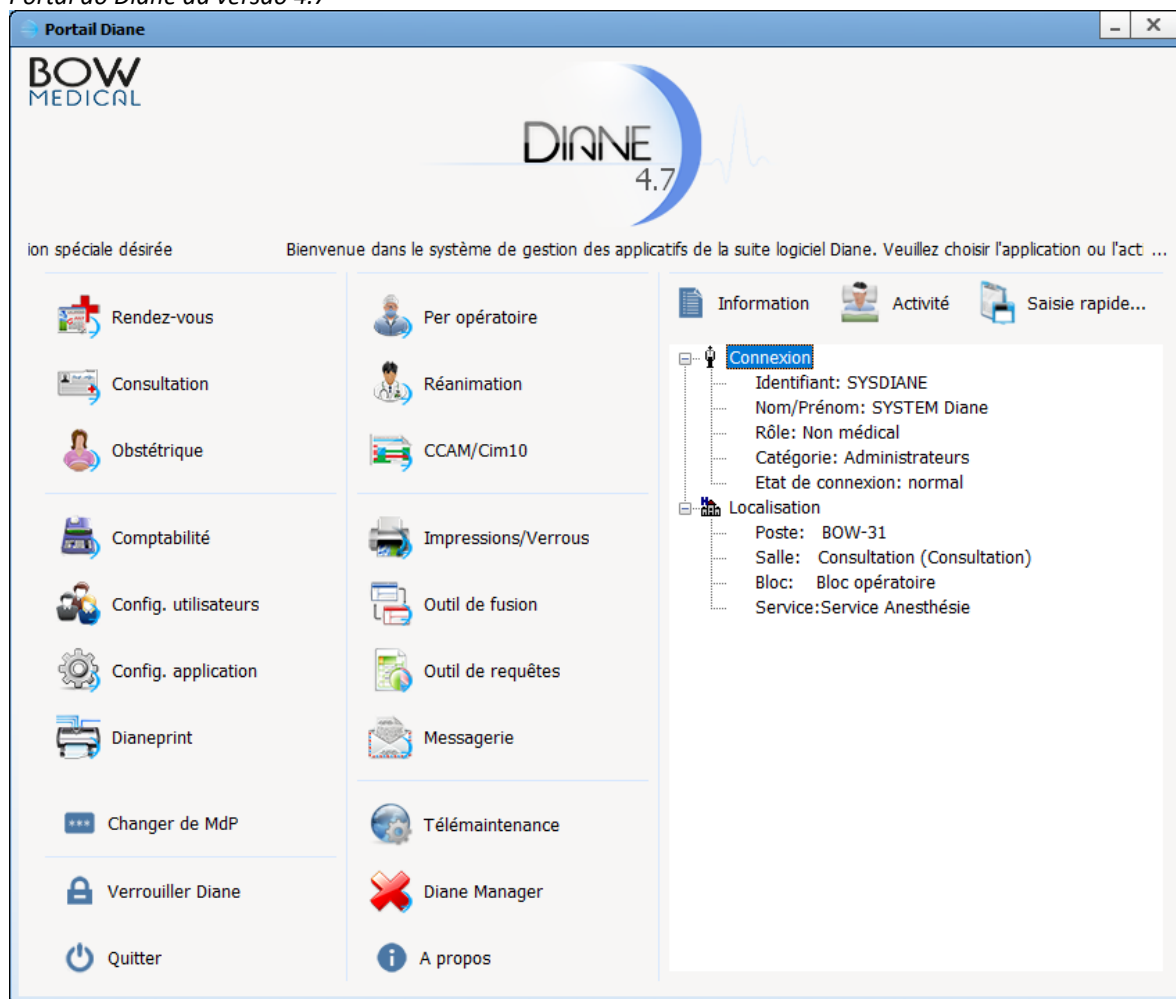 Portal do Diane da versão 4.7
Portail Diane
BOW
MEDICAL
DIANE
4.7
ion spéciale désirée Bienvenue dans le système de gestion des applicatifs de la suite logiciel Diane. Veuillez choisir l'application ou l'acti ...
Rendez-vous
Consultation
Obstétrique
Comptabilité
Config. utilisateurs
Config. application
Dianeprint
Changer de MdP
Verrouiller Diane
Quitter
Per opératoire
Réanimation
CCAM/Cim10
Impressions/Verrous
Outil de fusion
Outil de requêtes
Messagerie
Télémaintenance
Diane Manager
A propos
Information Activité Saisie rapide...
Connexion
Identifiant: SYSDIANE
Nom/Prénom: SYSTEM Diane
Rôle: Non médical
Catégorie: Administrateurs
Etat de connexion: normal
Localisation
Poste: BOW-31
Salle: Consultation (Consultation)
Bloc: Bloc opératoire
Service:Service Anesthésie